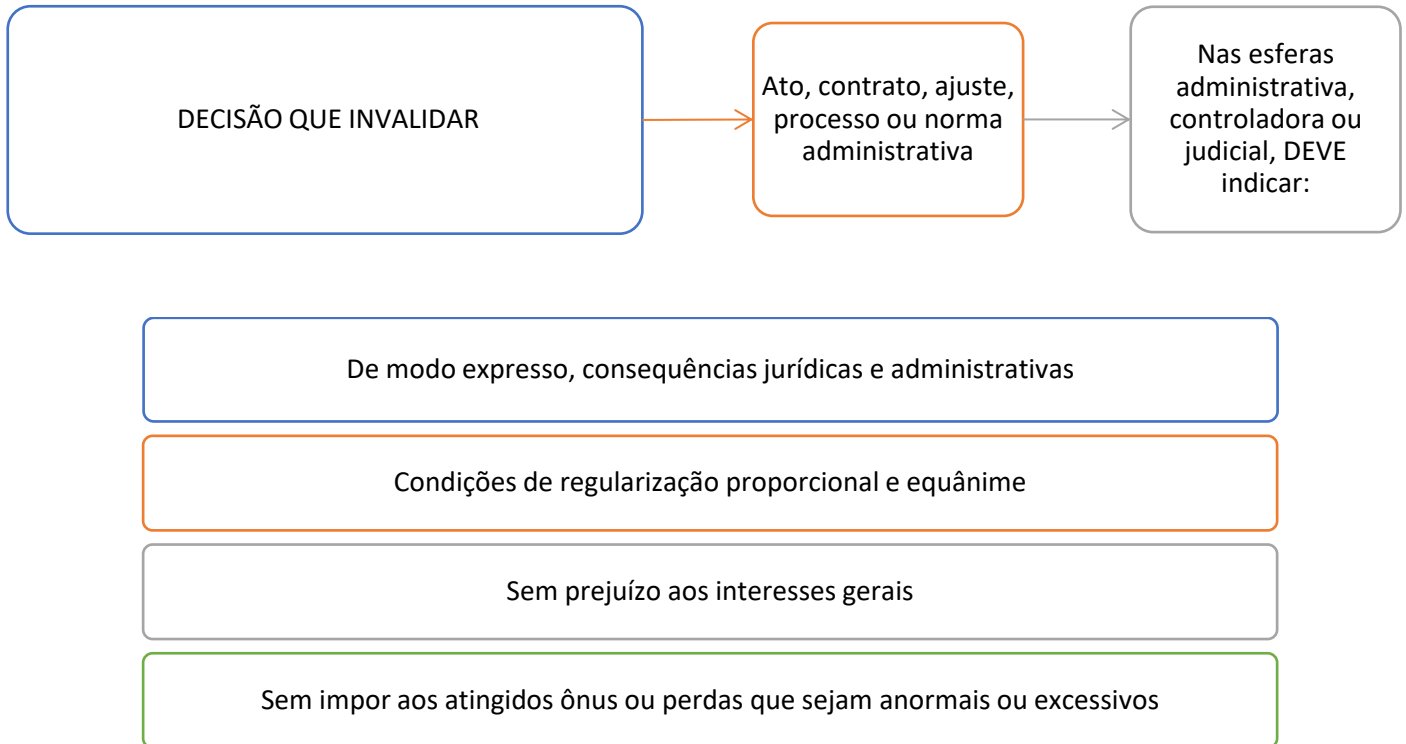 DECISÃO QUE INVALIDAR
Ato, contrato, ajuste,
processo ou norma
administrativa
Nas esferas
administrativa,
controladora ou
judicial, DEVE
indicar:
De modo expresso, consequências jurídicas e administrativas
Condições de regularização proporcional e equânime
Sem prejuízo aos interesses gerais
Sem impor aos atingidos ônus ou perdas que sejam anormais ou excessivos